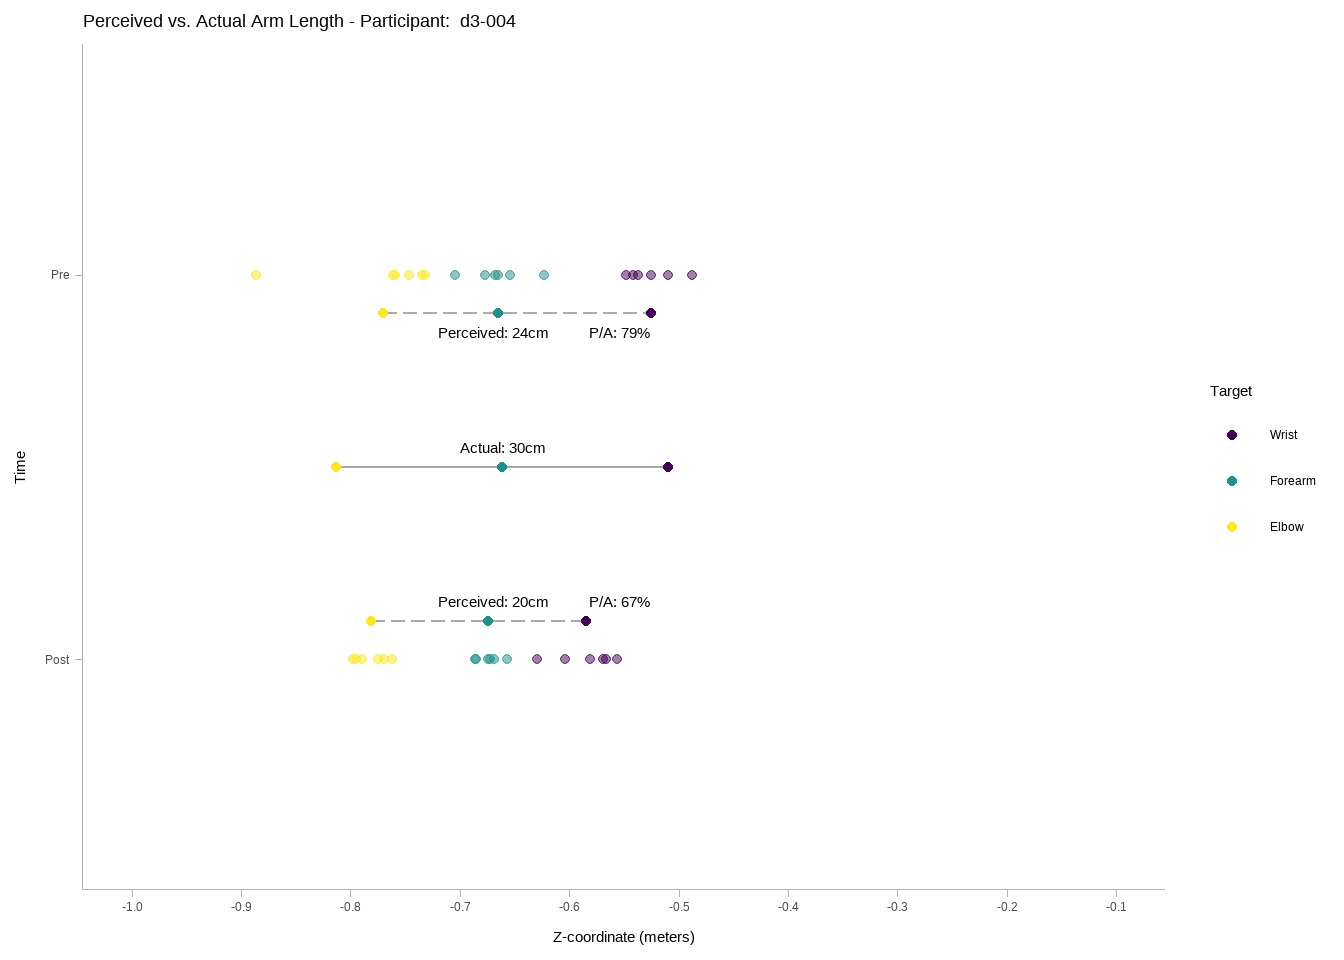 Perceived vs. Actual Arm Length - Participant:  d3-004
Pre
Perceived: 24cm P/A: 79%
Target
Wrist
Actual: 30cm
Time
Forearm
Elbow
Perceived: 20cm P/A: 67%
Post
-1.0 -0.9 -0.8 -0.7 -0.6 -0.5 -0.4 -0.3 -0.2 -0.1
Z-coordinate (meters)